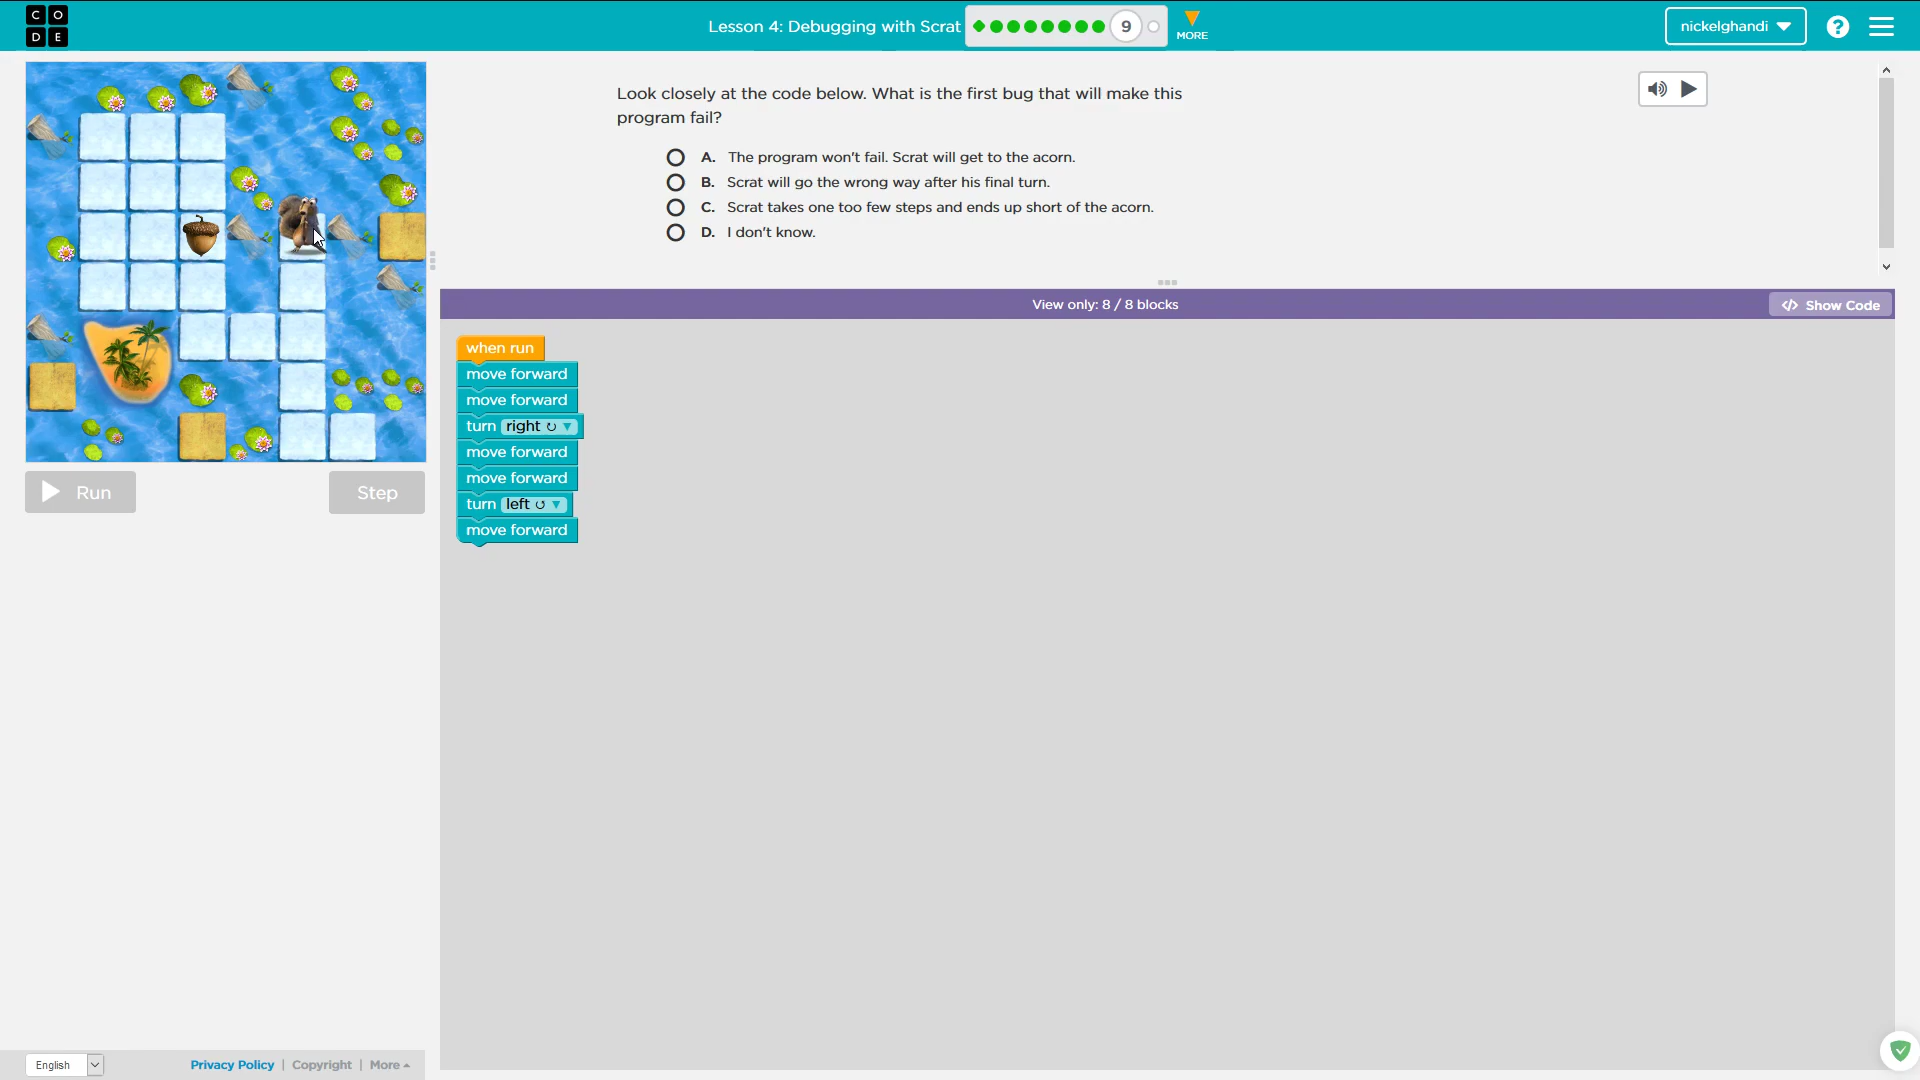 C O
D E
Lesson 4: Debugging with Scrat
9
MORE
nickelghandi
?
Look closely at the code below. What is the first bug that will make this
program fail?
A. The program won't fail. Scrat will get to the acorn.
B. Scrat will go the wrong way after his final turn.
C. Scrat takes one too few steps and ends up short of the acorn.
D. I don't know.
View only: 8 / 8 blocks
</> Show Code
when run
move forward
move forward
turn right ↻ ▼
move forward
move forward
turn left ↺ ▼
move forward
Run
Step
English
Privacy Policy | Copyright | More